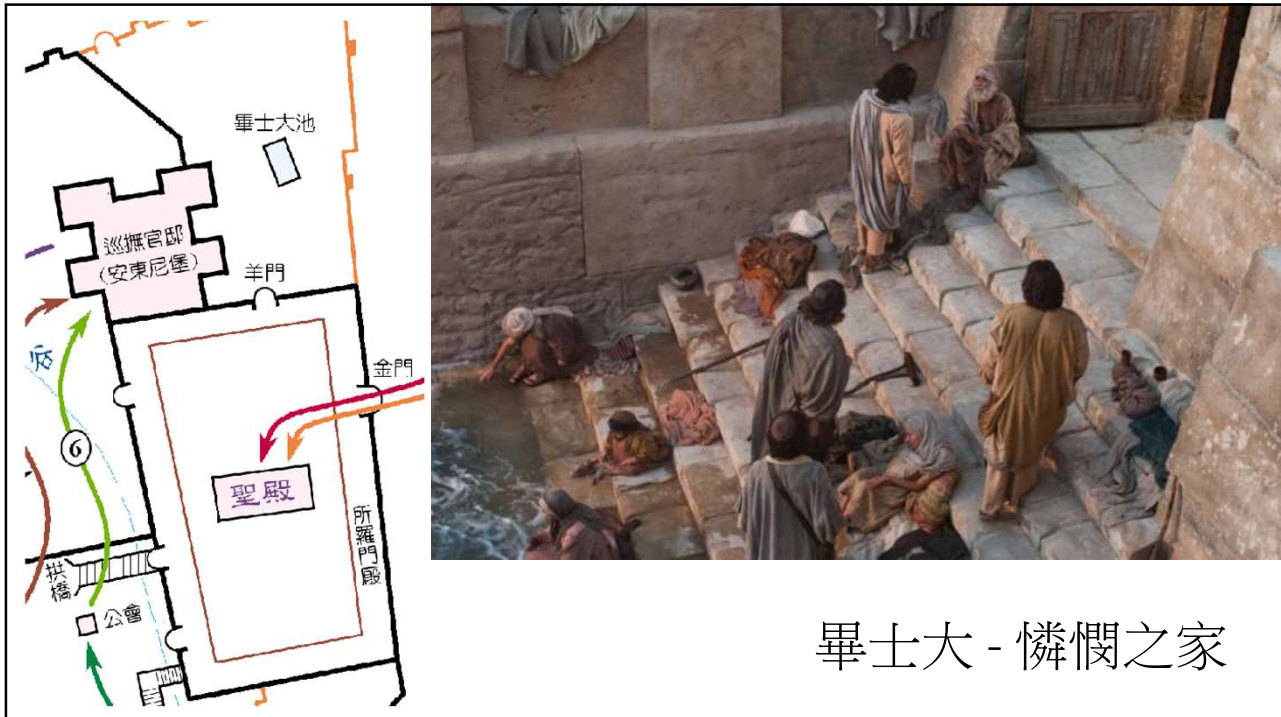 畢士大池
巡撫官邸
(安東尼堡)
羊門
谷
金門
6
聖殿
所羅門殿
拱橋
公會
畢士大 - 憐憫之家